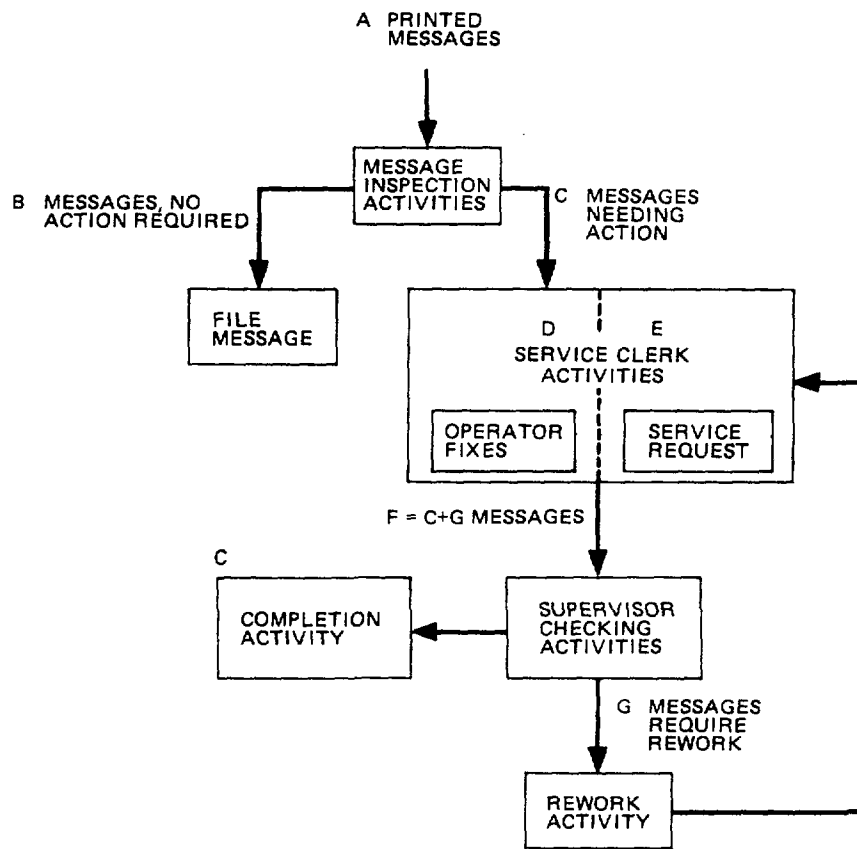 A PRINTED
MESSAGES
MESSAGE
INSPECTION
ACTIVITIES
B MESSAGES, NO
ACTION REQUIRED
C MESSAGES
NEEDING
ACTION
FILE
MESSAGE
D E
SERVICE CLERK
ACTIVITIES
OPERATOR
FIXES
SERVICE
REQUEST
F = C+G MESSAGES
C
COMPLETION
ACTIVITY
SUPERVISOR
CHECKING
ACTIVITIES
G MESSAGES
REQUIRE
REWORK
REWORK
ACTIVITY